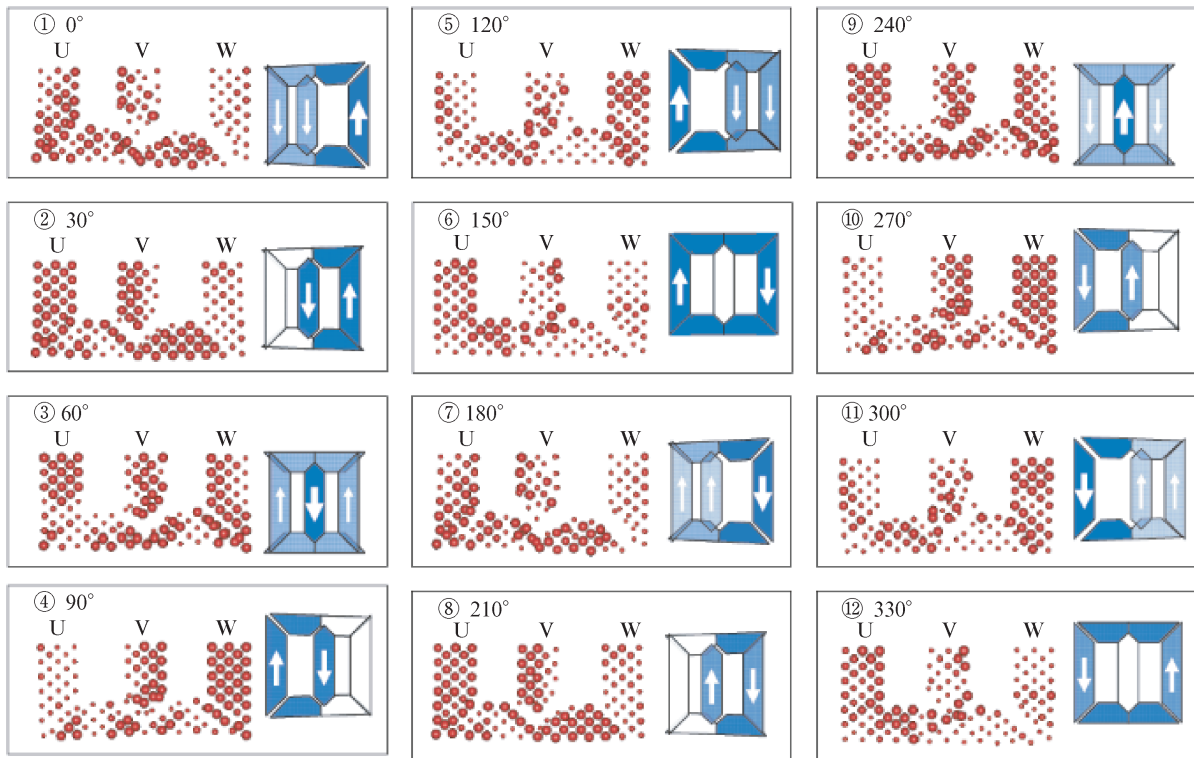 ① 0°
U V W
② 30°
U V W
③ 60°
U V W
④ 90°
U V W
⑤ 120°
U V W
⑥ 150°
U V W
⑦ 180°
U V W
⑧ 210°
U V W
⑨ 240°
U V W
⑩ 270°
U V W
⑪ 300°
U V W
⑫ 330°
U V W